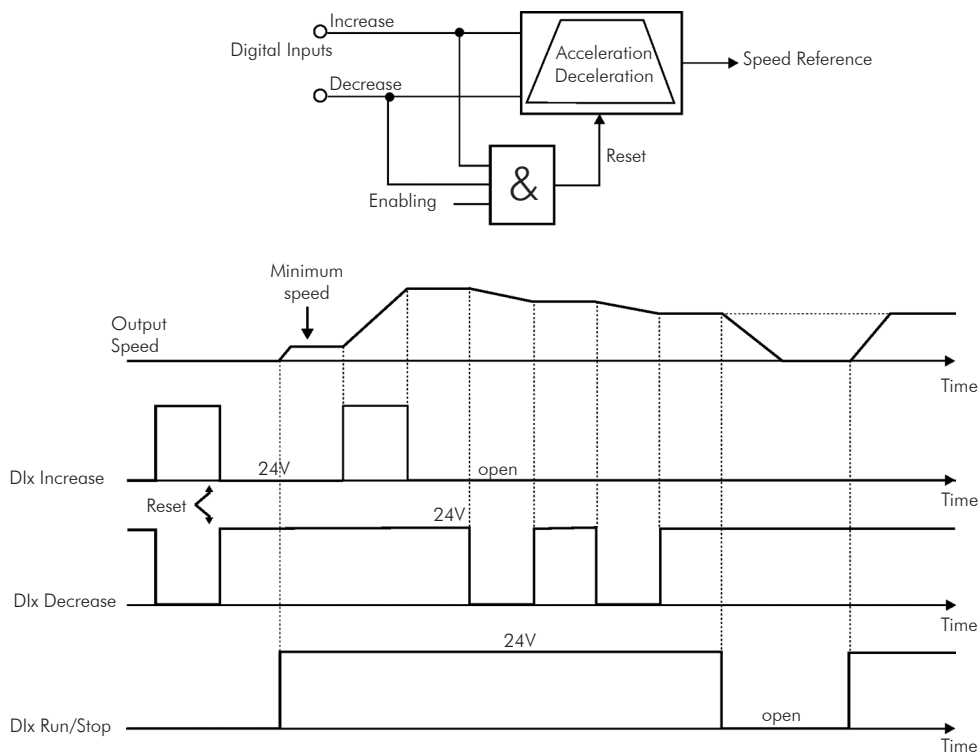 Increase
Digital Inputs
Decrease
Acceleration
Deceleration
Speed Reference
Reset
&
Enabling
Minimum
speed
Output
Speed
Time
24V
open
DIx Increase
Time
Reset
24V
DIx Decrease
Time
24V
open
DIx Run/Stop
Time